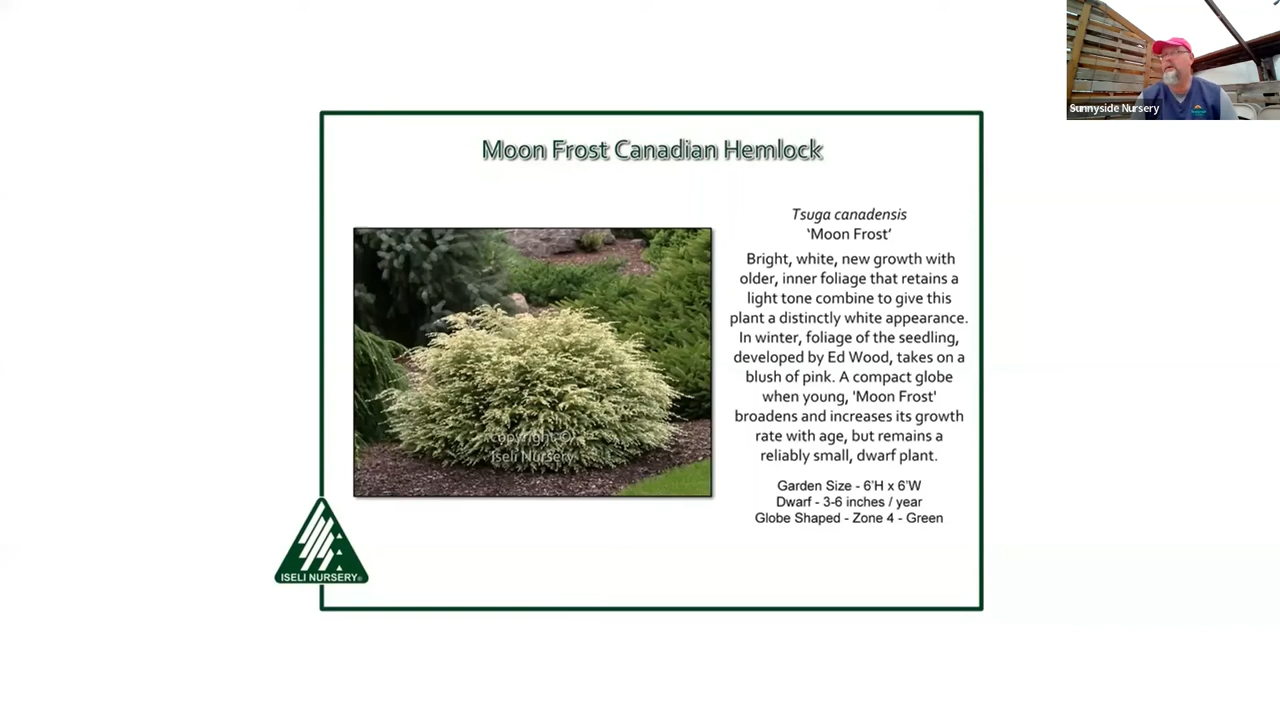 Sunnyside Nursery
Moon Frost Canadian Hemlock
Tsuga canadensis
‘Moon Frost’
Bright, white, new growth with
older, inner foliage that retains a
light tone combine to give this
plant a distinctly white appearance.
In winter, foliage of the seedling,
developed by Ed Wood, takes on a
blush of pink. A compact globe
when young, 'Moon Frost'
broadens and increases its growth
rate with age, but remains a
reliably small, dwarf plant.
Garden Size - 6'H x 6'W
Dwarf - 3-6 inches / year
Globe Shaped - Zone 4 - Green
copyright ©
Iseli Nursery
ISELI NURSERY®